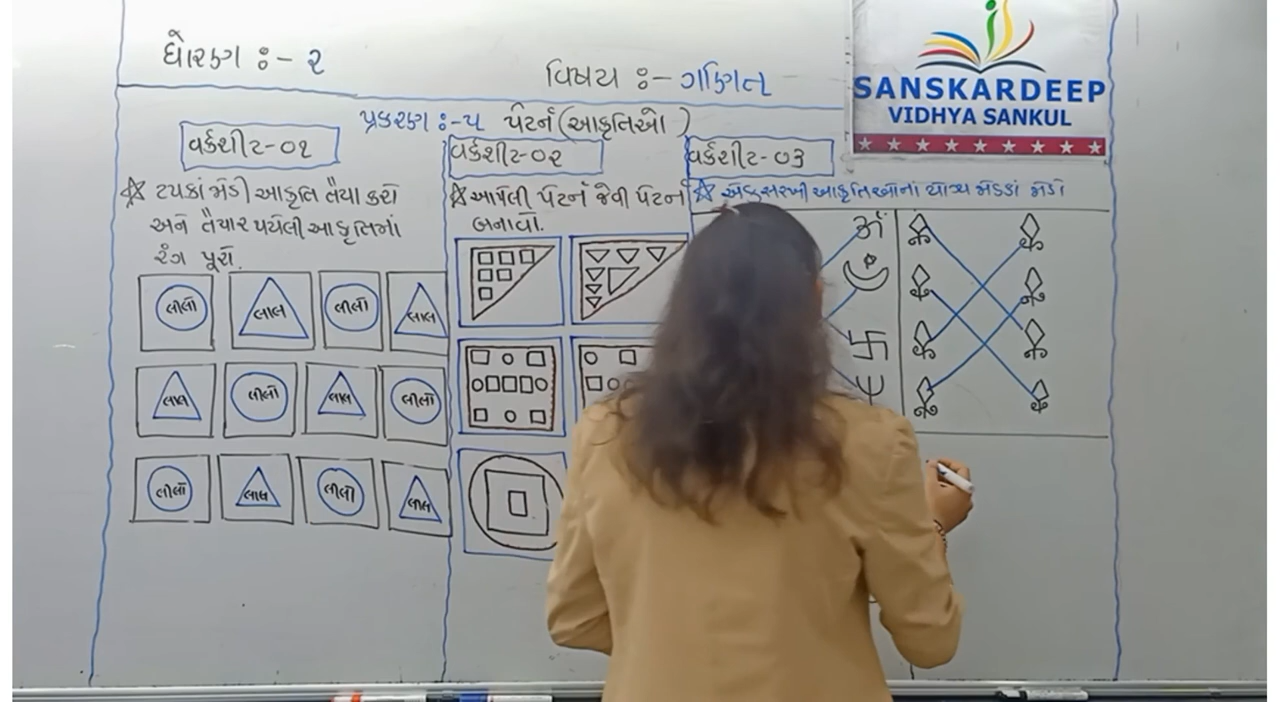 ધોરણ :- ૨
વિષય :- ગણિત
SANSKARDEEP
VIDHYA SANKUL
પ્રકરણ :- ૫ પેટર્ન (આકૃતિઓ)
વર્કશીટ-૦૧
☆ ટપકાં જોડી આકૃતિ તૈયા કરો
અને તૈયાર થયેલી આકૃતિમાં
રંગ પૂરો.
લીલો લાલ લીલો લાલ
લાલ લીલો લાલ લીલો
લીલો લાલ લીલો લાલ
વર્કશીટ-૦૨
☆ આપેલી પેટર્ન જેવી પેટર્ન
બનાવો.
વર્કશીટ-૦૩
☆ એકસરખી આકૃતિઓનાં યોગ્ય જોડકાં જોડો
ૐ